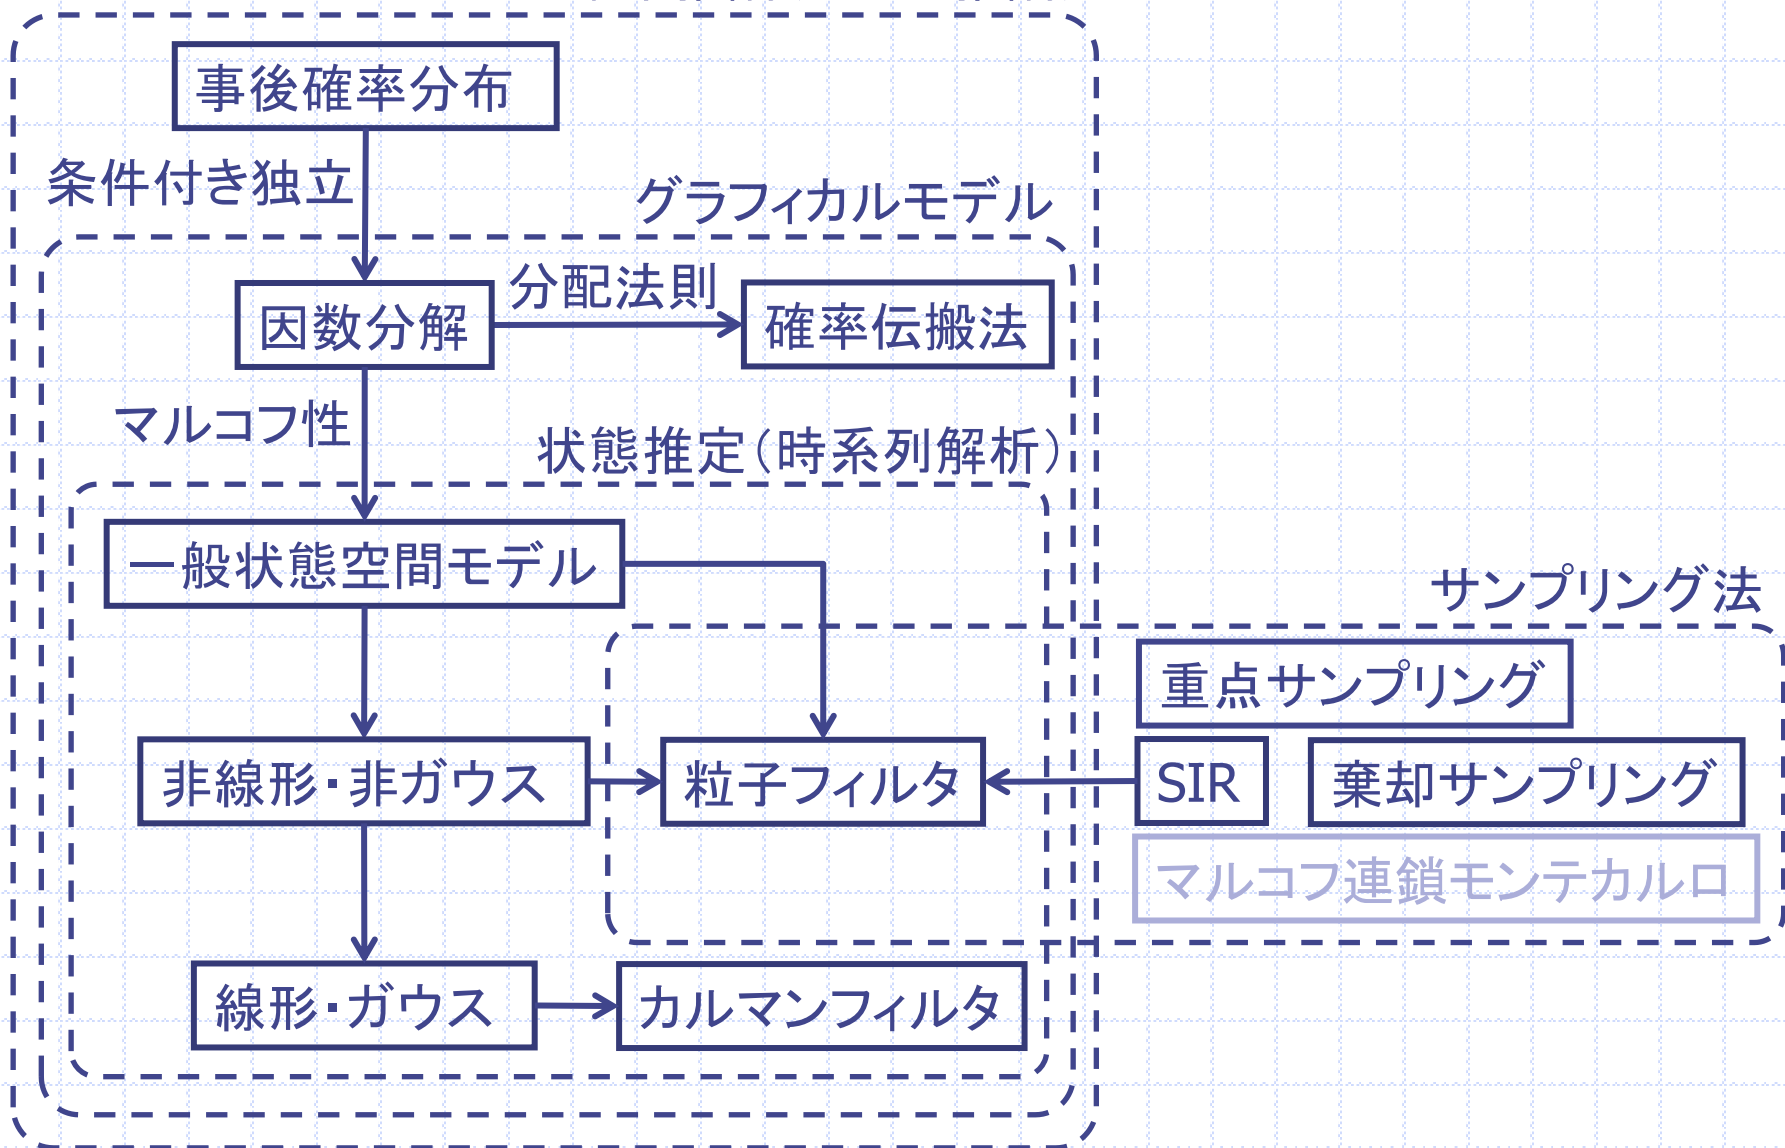 事後確率分布
条件付き独立
グラフィカルモデル
因数分解
分配法則
確率伝搬法
マルコフ性
状態推定(時系列解析)
一般状態空間モデル
サンプリング法
重点サンプリング
非線形・非ガウス
粒子フィルタ
SIR
棄却サンプリング
マルコフ連鎖モンテカルロ
線形・ガウス
カルマンフィルタ